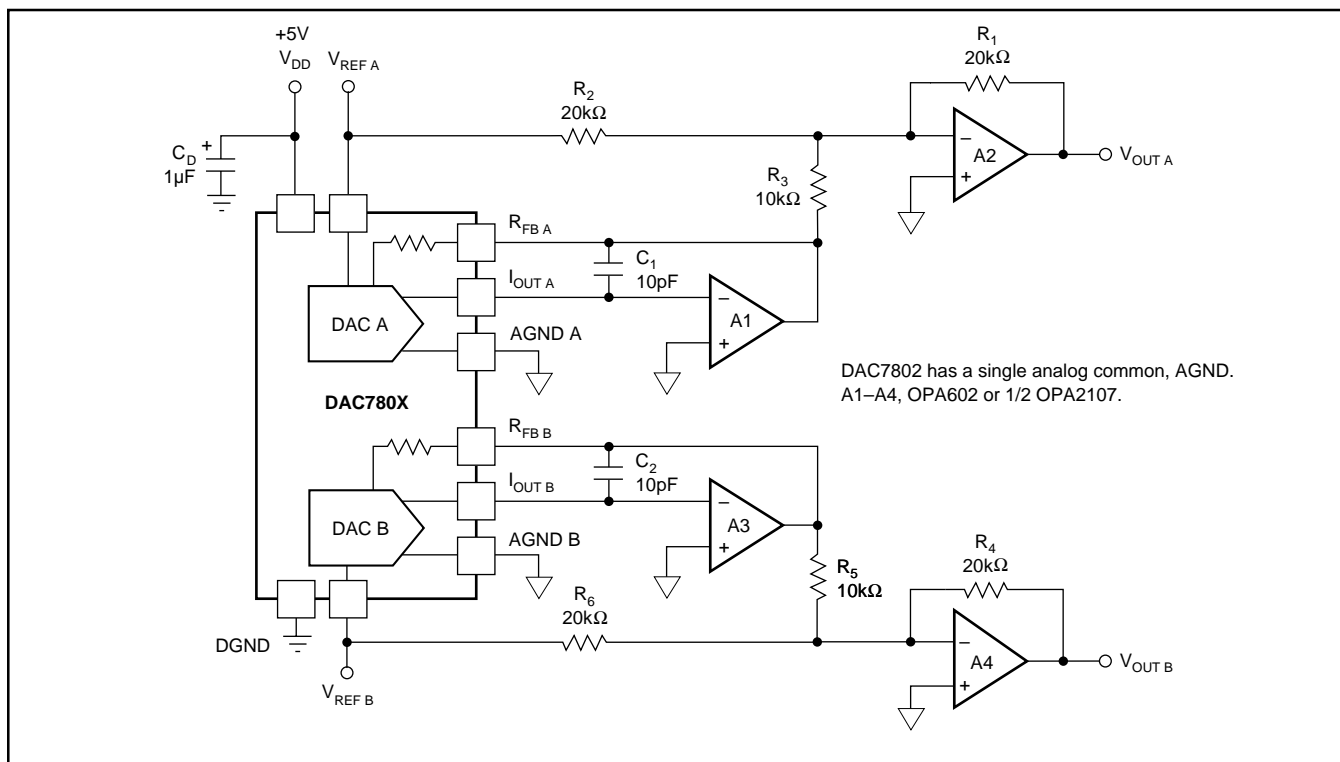 +5V
V_DD
V_REF A
R_1
20kΩ
R_2
20kΩ
C_D
+
1µF
−
A2
+
V_OUT A
R_3
10kΩ
R_FB A
C_1
10pF
I_OUT A
−
A1
+
DAC A
AGND A
DAC7802 has a single analog common, AGND.
A1–A4, OPA602 or 1/2 OPA2107.
DAC780X
R_FB B
C_2
10pF
I_OUT B
−
A3
+
DAC B
AGND B
R_4
20kΩ
R_5
10kΩ
R_6
20kΩ
DGND
−
A4
+
V_OUT B
V_REF B